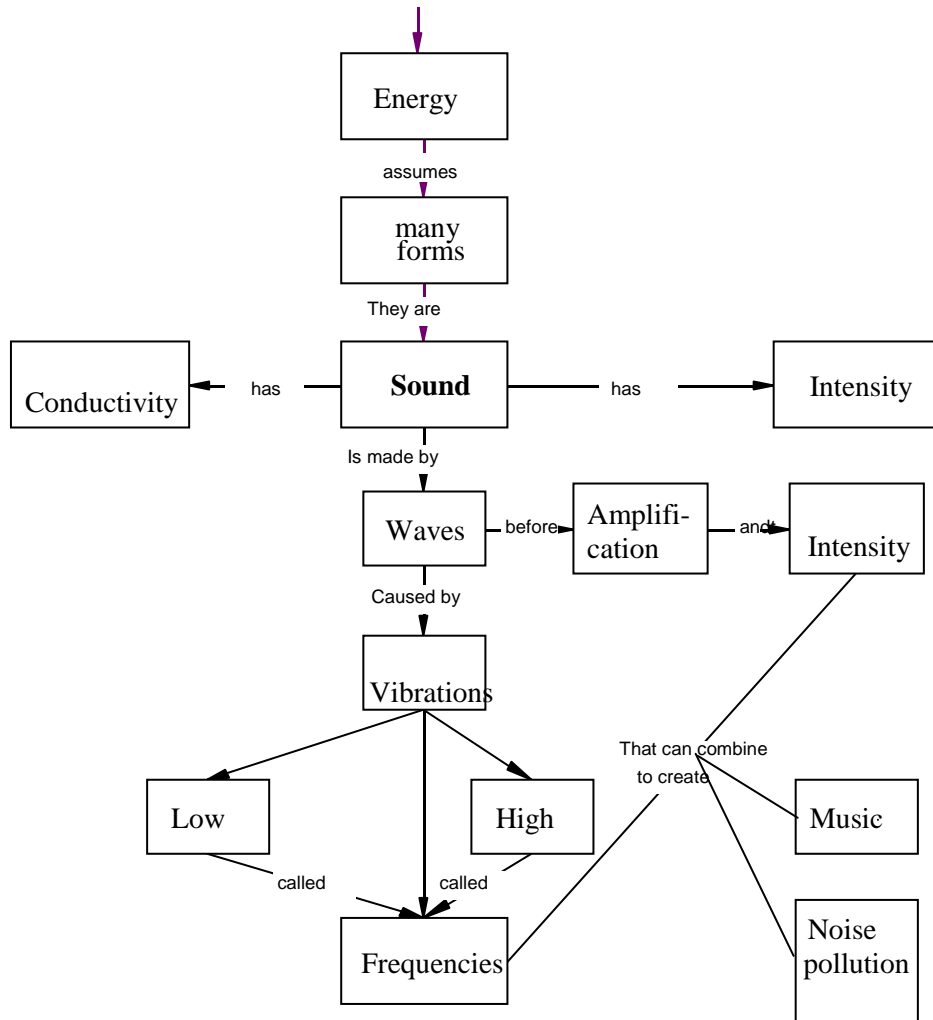 Energy
assumes
many
forms
They are
Conductivity
has
Sound
has
Intensity
Is made by
Waves
before
Amplifi-
cation
and
Intensity
Caused by
Vibrations
That can combine
to create
Low
High
Music
called
called
Frequencies
Noise
pollution